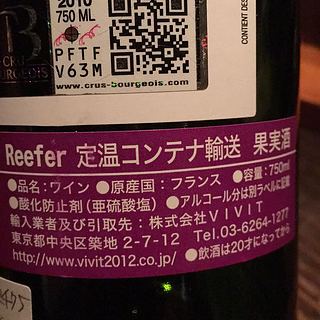 2010
750 ML
CRU
BOURGEOIS
PFTF
V63M
www.crus-bourgeois.com
Reefer 定温コンテナ輸送 果実酒
●品名:ワイン ●原産国:フランス ●容量:750ml
●酸化防止剤(亜硫酸塩) ●アルコール分は別ラベルに記載
輸入業者及び引取先:株式会社VIVIT
東京都中央区築地 2-7-12 Tel.03-6264-1277
http://www.vivit2012.co.jp/ ●飲酒は20才になってから